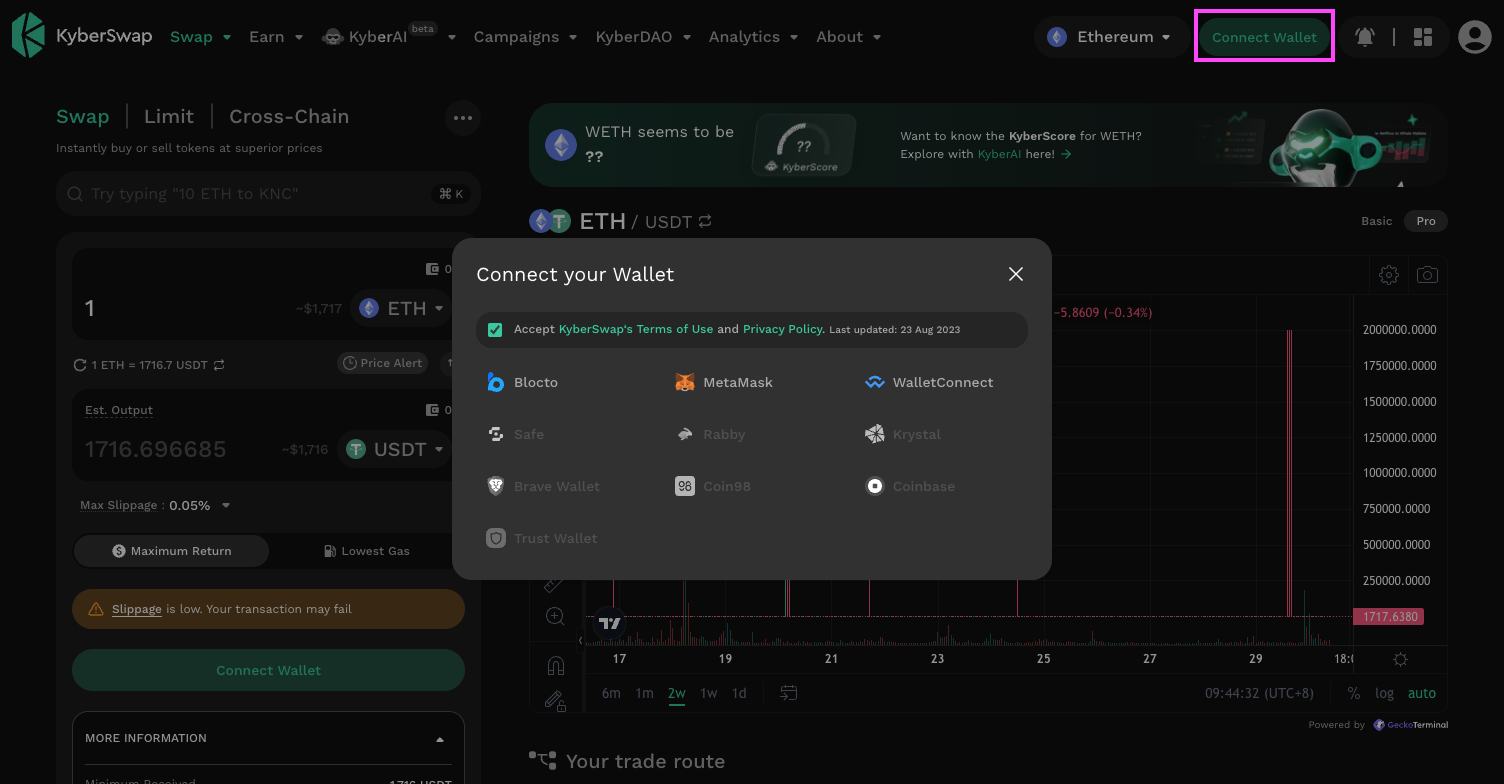 KyberSwap Swap Earn KyberAI beta Campaigns KyberDAO Analytics About Ethereum Connect Wallet
Swap | Limit | Cross-Chain
Instantly buy or sell tokens at superior prices
Try typing "10 ETH to KNC" ⌘ K
WETH seems to be
??
??
KyberScore
Want to know the KyberScore for WETH?
Explore with KyberAI here! →
ETH / USDT
Basic Pro
0
1 ~$1,717 ETH
1 ETH = 1716.7 USDT
Price Alert
Est. Output 0
1716.696685 ~$1,716 USDT
Max Slippage : 0.05%
Maximum Return Lowest Gas
Slippage is low. Your transaction may fail
Connect Wallet
MORE INFORMATION
Minimum Received 1716 USDT
Connect your Wallet
Accept KyberSwap's Terms of Use and Privacy Policy. Last updated: 23 Aug 2023
Blocto MetaMask WalletConnect
Safe Rabby Krystal
Brave Wallet Coin98 Coinbase
98
Trust Wallet
−5.8609 (−0.34%)
2000000.0000
1750000.0000
1500000.0000
1250000.0000
1000000.0000
750000.0000
500000.0000
250000.0000
1717.6380
17 19 21 23 25 27 29 18:0
6m 1m 2w 1w 1d
09:44:32 (UTC+8) % log auto
Powered by GeckoTerminal
Your trade route